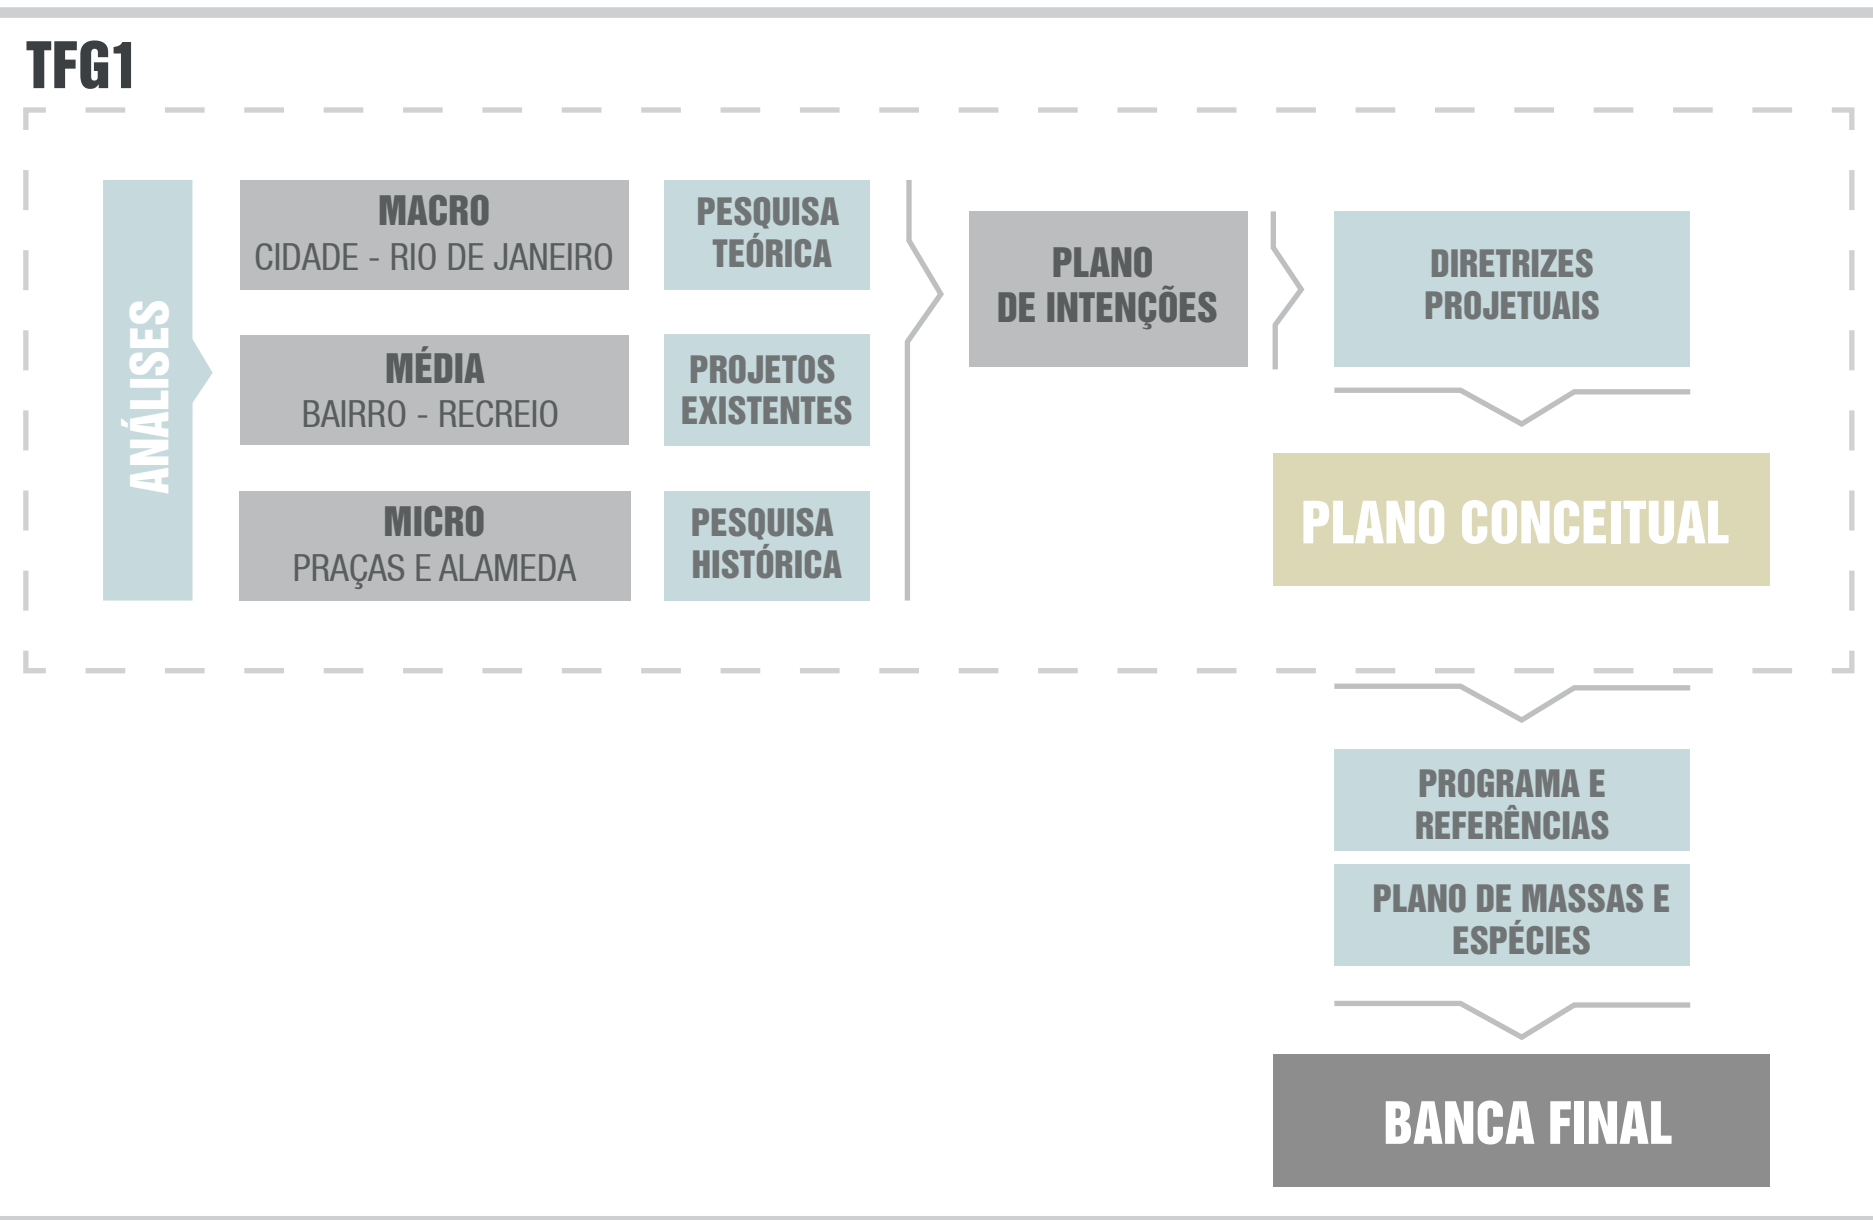 TFG1
ANÁLISES
MACRO
CIDADE - RIO DE JANEIRO
PESQUISA
TEÓRICA
MÉDIA
BAIRRO - RECREIO
PROJETOS
EXISTENTES
MICRO
PRAÇAS E ALAMEDA
PESQUISA
HISTÓRICA
PLANO
DE INTENÇÕES
DIRETRIZES
PROJETUAIS
PLANO CONCEITUAL
PROGRAMA E
REFERÊNCIAS
PLANO DE MASSAS E
ESPÉCIES
BANCA FINAL